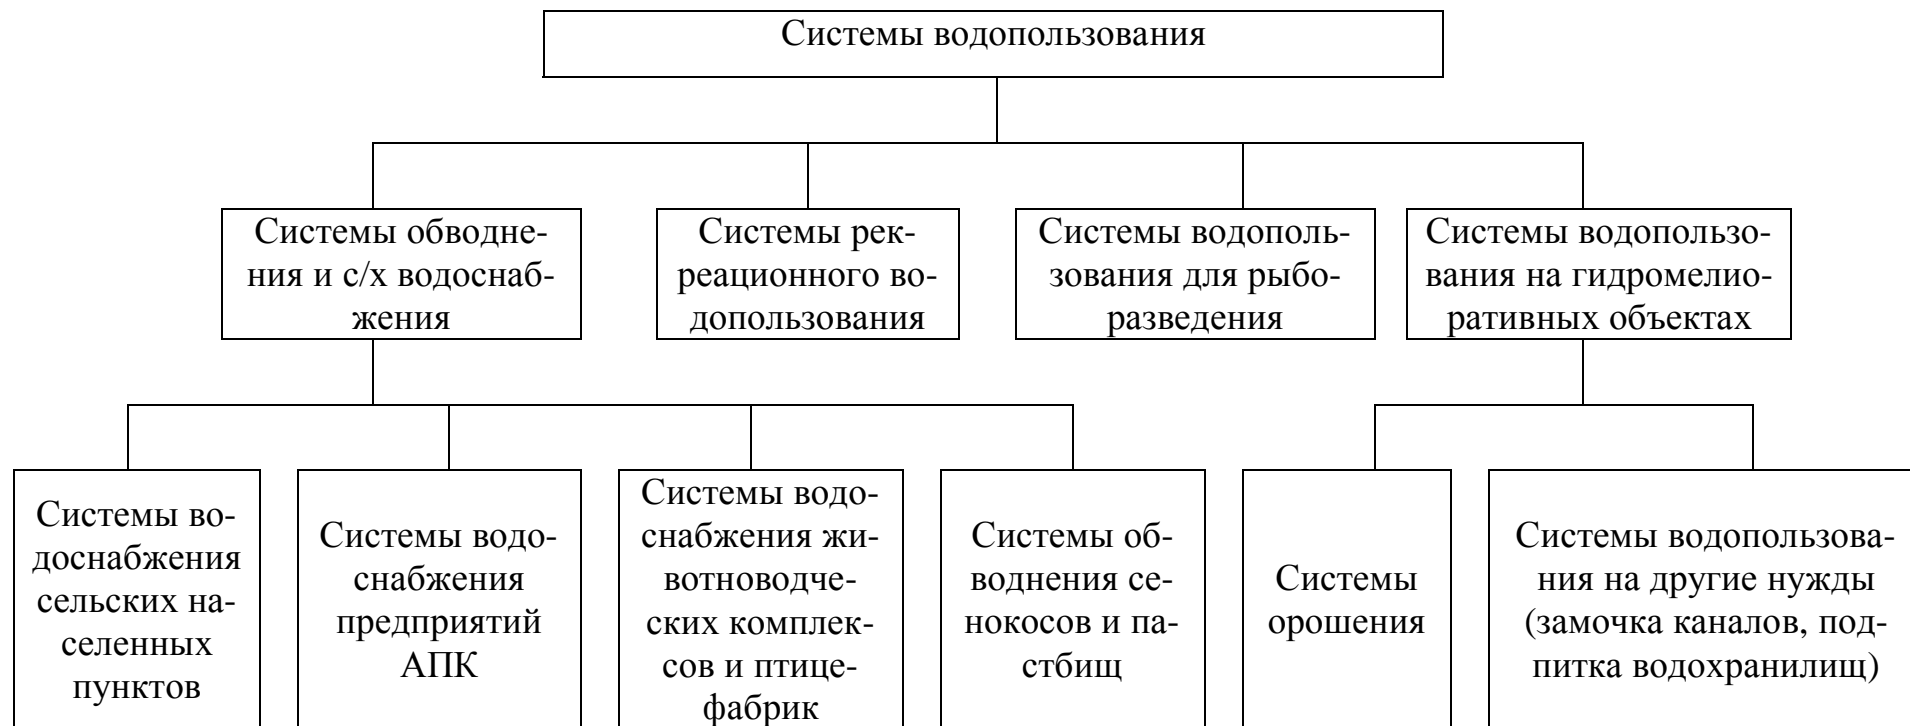 Системы водопользования
Системы обводне-
ния и с/х водоснаб-
жения
Системы рек-
реационного во-
допользования
Системы водополь-
зования для рыбо-
разведения
Системы водопользо-
вания на гидромелио-
ративных объектах
Системы во-
доснабжения
сельских на-
селенных
пунктов
Системы водо-
снабжения
предприятий
АПК
Системы водо-
снабжения жи-
вотноводче-
ских комплек-
сов и птице-
фабрик
Системы об-
воднения се-
нокосов и па-
стбищ
Системы
орошения
Системы водопользова-
ния на другие нужды
(замочка каналов, под-
питка водохранилищ)